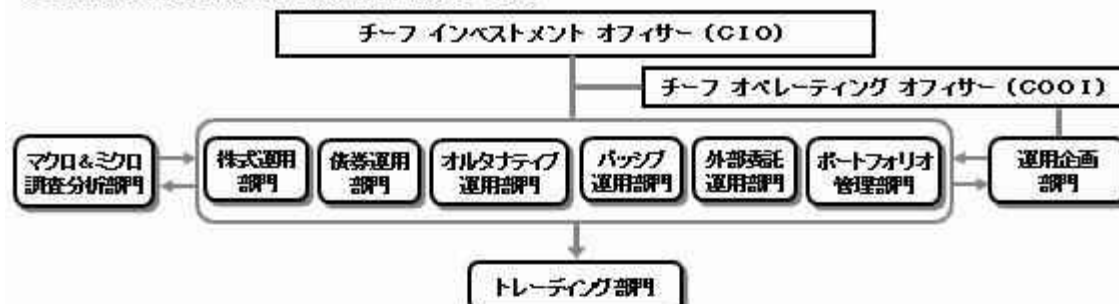 チーフ インベストメント オフィサー (CIO)
チーフ オペレーティング オフィサー (COOI)
マクロ&ミクロ
調査分析部門
株式運用
部門
債券運用
部門
オルタナティブ
運用部門
パッシブ
運用部門
外部委託
運用部門
ポートフォリオ
管理部門
運用企画
部門
トレーディング部門